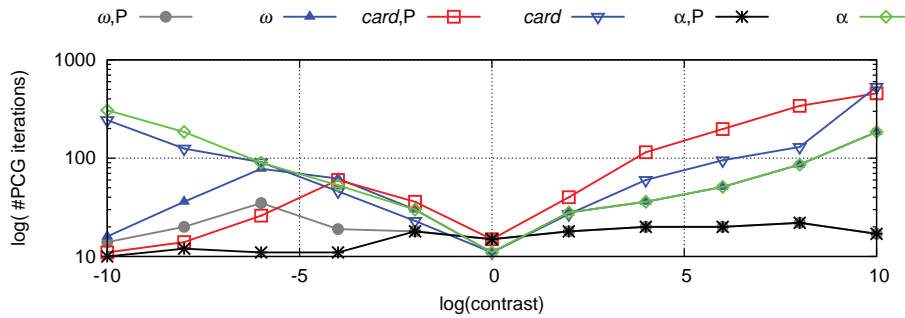 ω,P ω card,P card α,P α
1000
100
10
-10 -5 0 5 10
log( #PCG iterations)
log(contrast)